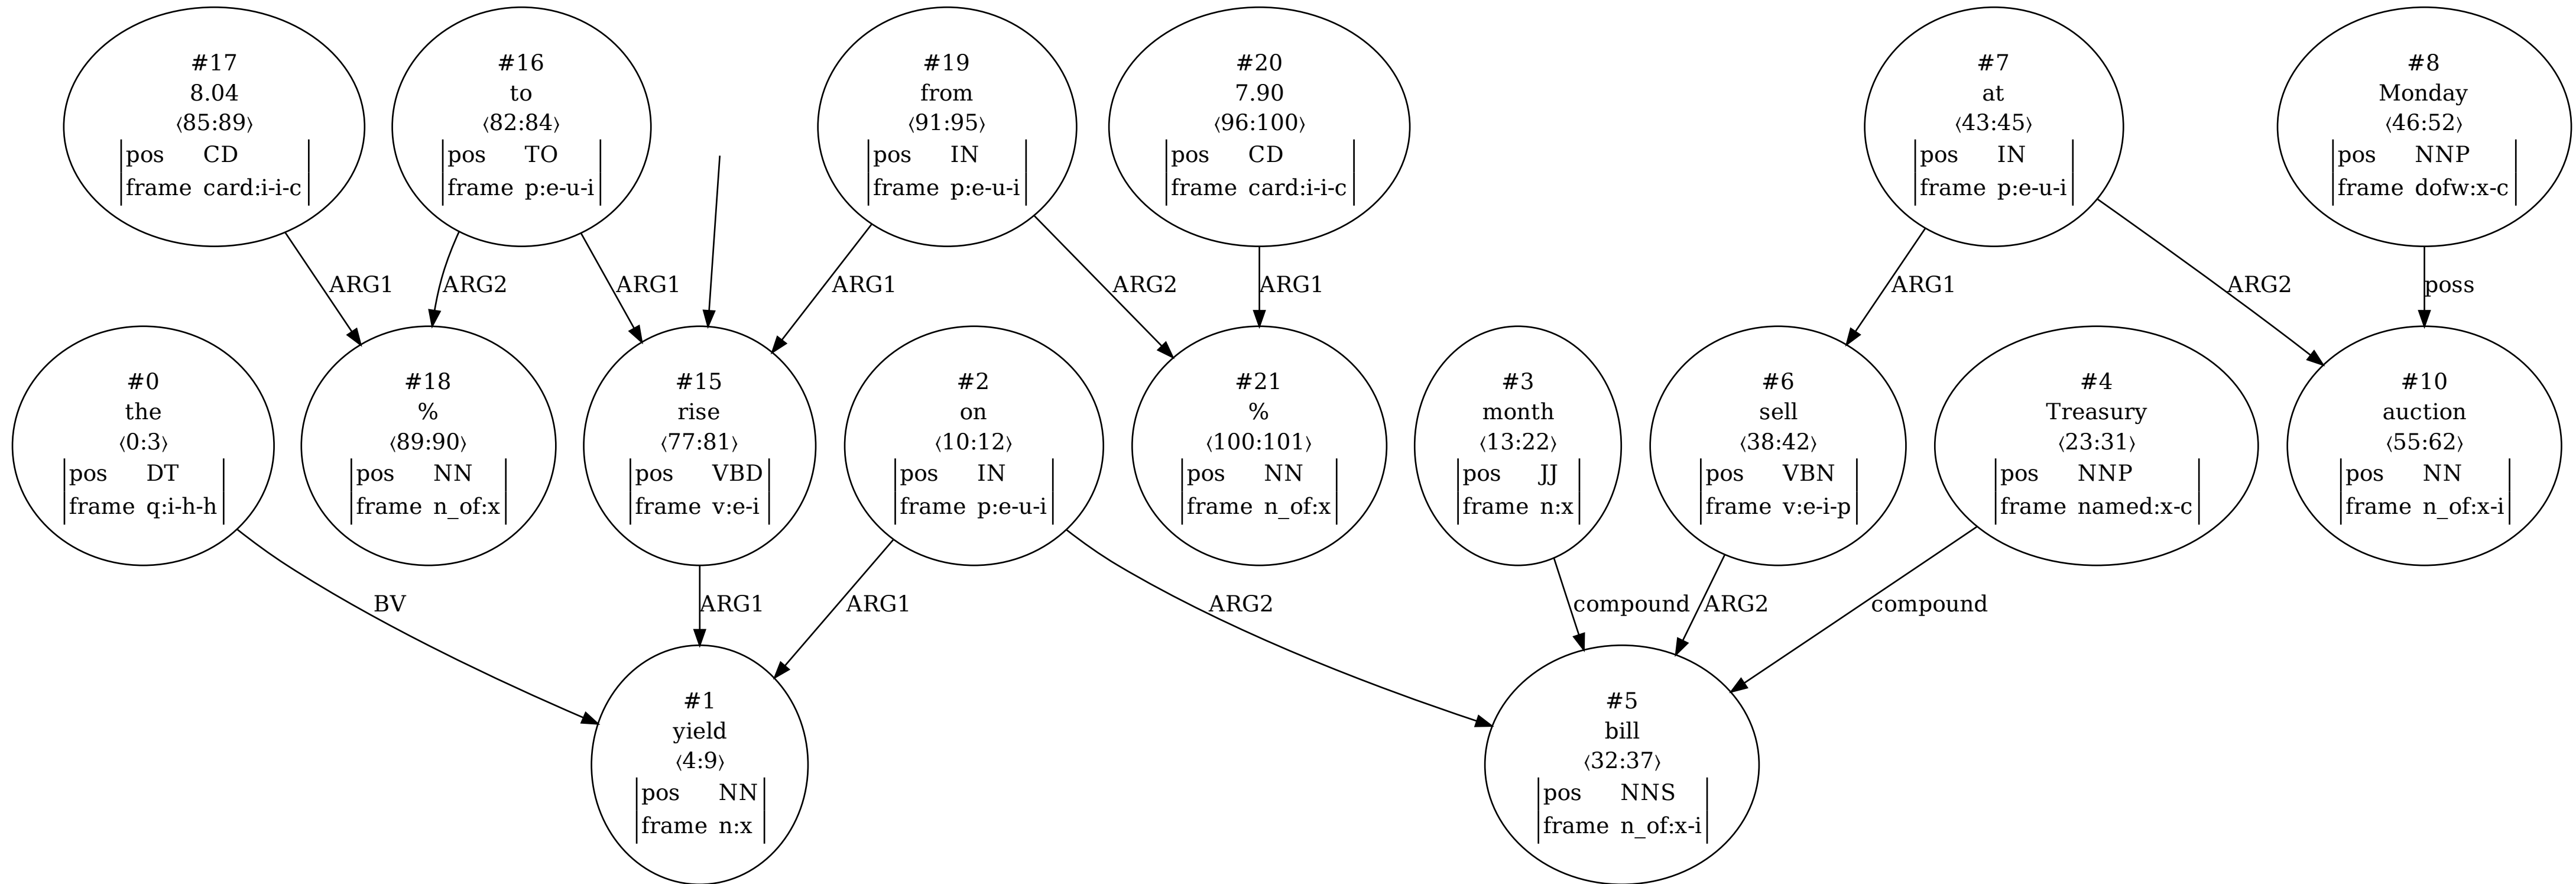 #17
8.04
⟨85:89⟩
pos CD
frame card:i-i-c
#16
to
⟨82:84⟩
pos TO
frame p:e-u-i
#19
from
⟨91:95⟩
pos IN
frame p:e-u-i
#20
7.90
⟨96:100⟩
pos CD
frame card:i-i-c
#7
at
⟨43:45⟩
pos IN
frame p:e-u-i
#8
Monday
⟨46:52⟩
pos NNP
frame dofw:x-c
ARG1
ARG2
ARG1
ARG1
ARG2
ARG1
ARG1
ARG2
poss
#0
the
⟨0:3⟩
pos DT
frame q:i-h-h
#18
%
⟨89:90⟩
pos NN
frame n_of:x
#15
rise
⟨77:81⟩
pos VBD
frame v:e-i
#2
on
⟨10:12⟩
pos IN
frame p:e-u-i
#21
%
⟨100:101⟩
pos NN
frame n_of:x
#3
month
⟨13:22⟩
pos JJ
frame n:x
#6
sell
⟨38:42⟩
pos VBN
frame v:e-i-p
#4
Treasury
⟨23:31⟩
pos NNP
frame named:x-c
#10
auction
⟨55:62⟩
pos NN
frame n_of:x-i
BV
ARG1
ARG1
ARG2
compound
ARG2
compound
#1
yield
⟨4:9⟩
pos NN
frame n:x
#5
bill
⟨32:37⟩
pos NNS
frame n_of:x-i